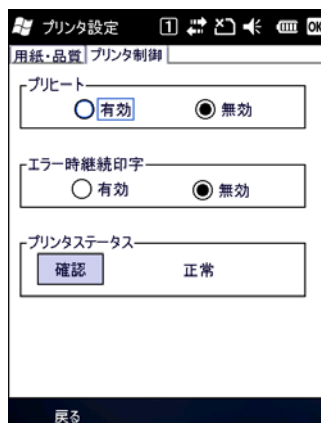 プリンタ設定 1 OK
用紙・品質 プリンタ制御
プリヒート
有効 無効
エラー時継続印字
有効 無効
プリンタステータス
確認 正常
戻る